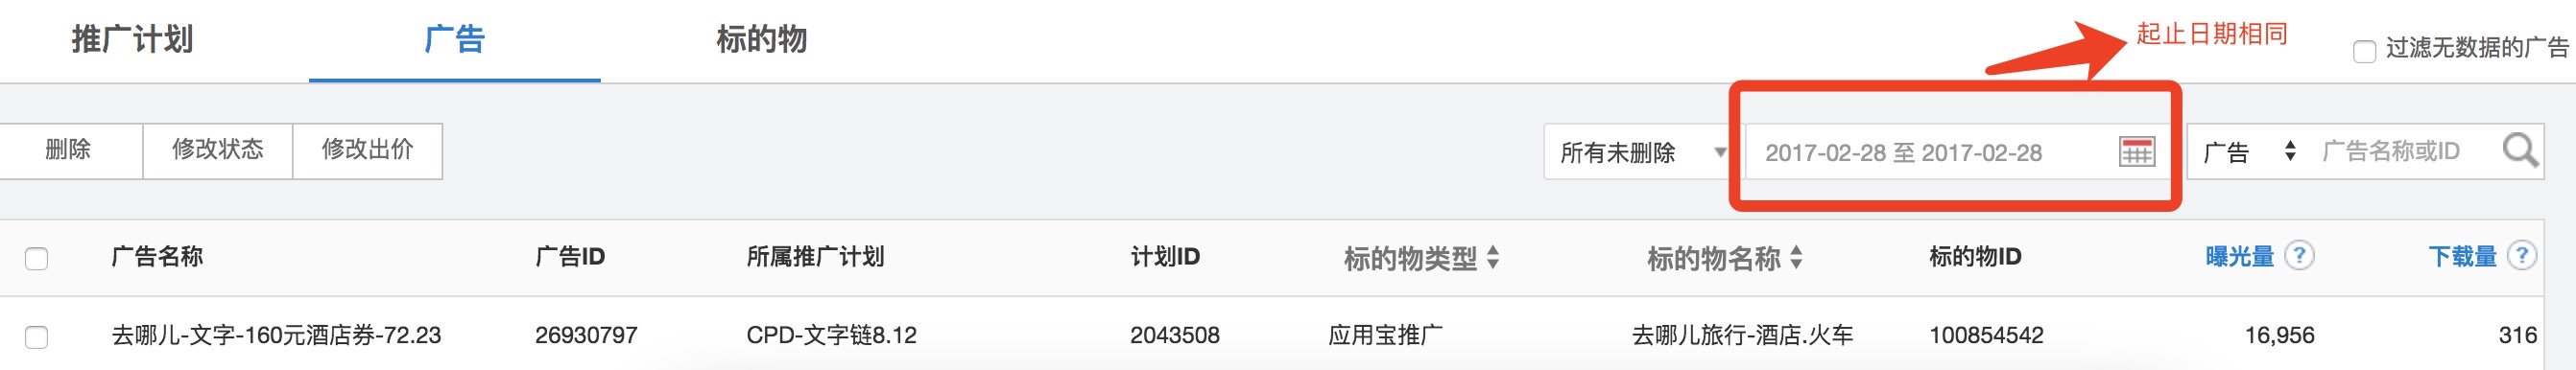 推广计划 广告 标的物 起止日期相同 过滤无数据的广告
删除 修改状态 修改出价 所有未删除 2017-02-28 至 2017-02-28 广告 广告名称或ID
广告名称 广告ID 所属推广计划 计划ID 标的物类型 标的物名称 标的物ID 曝光量 ? 下载量 ?
去哪儿-文字-160元酒店券-72.23 26930797 CPD-文字链8.12 2043508 应用宝推广 去哪儿旅行-酒店.火车 100854542 16,956 316